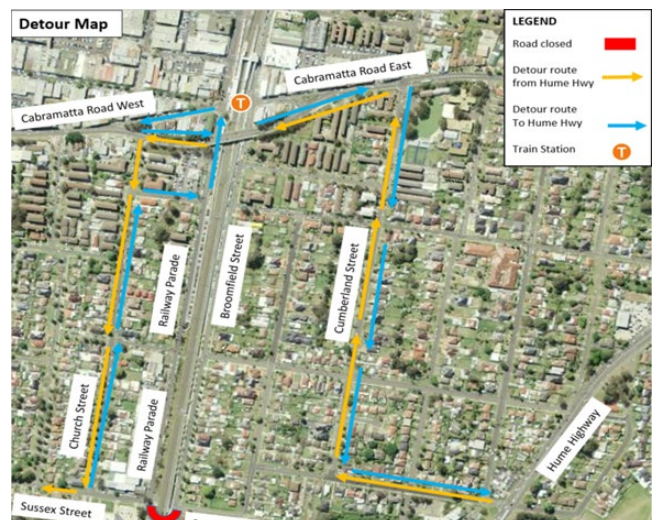 Detour Map
LEGEND
Road closed
Detour route
from Hume Hwy
Detour route
To Hume Hwy
Train Station
T
Cabramatta Road East
Cabramatta Road West
T
Railway Parade
Broomfield Street
Cumberland Street
Church Street
Railway Parade
Hume Highway
Sussex Street